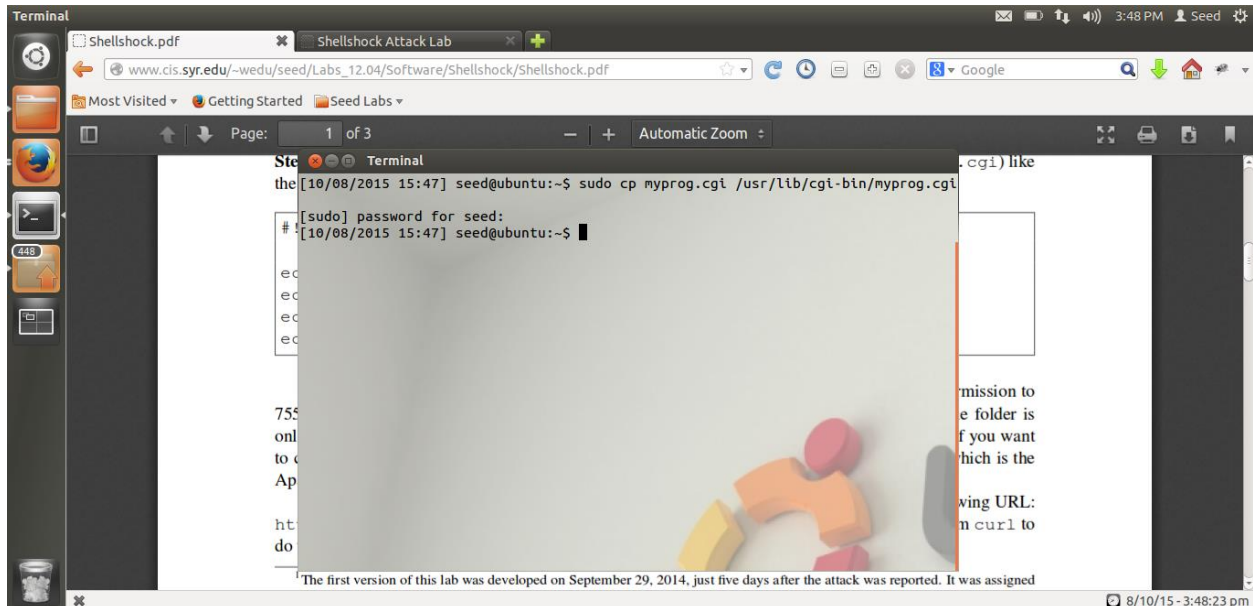 Terminal
3:48 PM Seed
Shellshock.pdf
Shellshock Attack Lab
www.cis.syr.edu/~wedu/seed/Labs_12.04/Software/Shellshock/Shellshock.pdf
Google
Most Visited
Getting Started
Seed Labs
Page: 1 of 3
Automatic Zoom
Terminal
Ste
.cgi) like
the
[10/08/2015 15:47] seed@ubuntu:~$ sudo cp myprog.cgi /usr/lib/cgi-bin/myprog.cgi
[sudo] password for seed:
#!
[10/08/2015 15:47] seed@ubuntu:~$
ec
ec
ec
ec
448
mission to
755
e folder is
onl
f you want
to c
hich is the
Ap
wing URL:
ht
m curl to
do
1The first version of this lab was developed on September 29, 2014, just five days after the attack was reported. It was assigned
8/10/15 - 3:48:23 pm